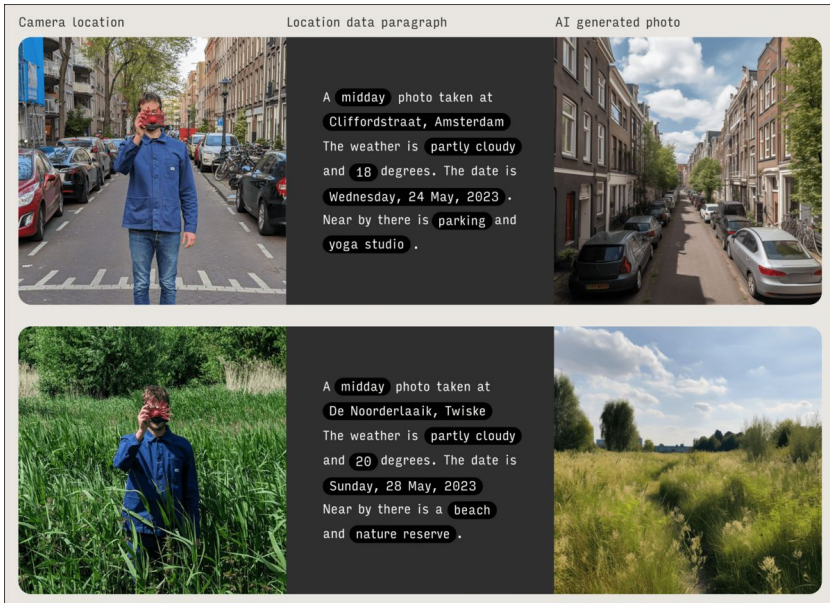 Camera location
Location data paragraph
AI generated photo
A midday photo taken at
Cliffordstraat, Amsterdam
The weather is partly cloudy
and 18 degrees. The date is
Wednesday, 24 May, 2023.
Near by there is parking and
yoga studio.
A midday photo taken at
De Noorderlaaik, Twiske
The weather is partly cloudy
and 20 degrees. The date is
Sunday, 28 May, 2023
Near by there is a beach
and nature reserve.